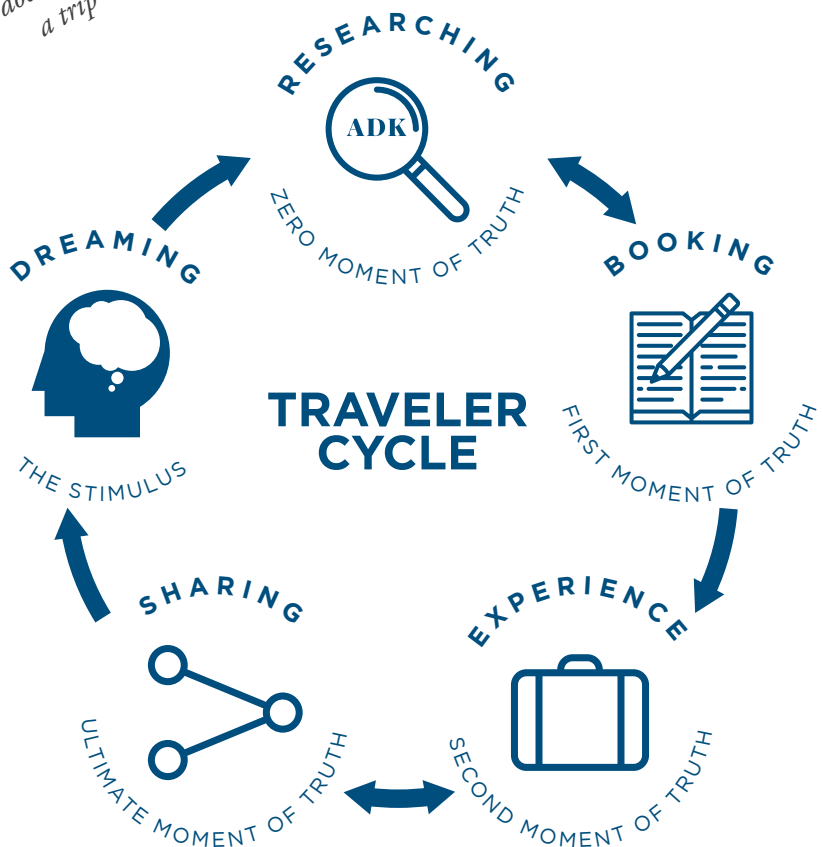 a trip
RESEARCHING
ADK
ZERO MOMENT OF TRUTH
BOOKING
FIRST MOMENT OF TRUTH
EXPERIENCE
SECOND MOMENT OF TRUTH
SHARING
ULTIMATE MOMENT OF TRUTH
DREAMING
THE STIMULUS
TRAVELER
CYCLE